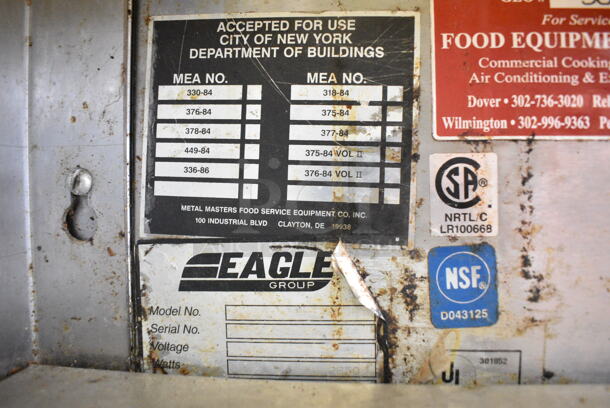 ACCEPTED FOR USE
CITY OF NEW YORK
DEPARTMENT OF BUILDINGS
MEA NO. MEA NO.
330-84 318-84
376-84 375-84
378-84 377-84
449-84 375-84 VOL II
336-86 376-84 VOL II
METAL MASTERS FOOD SERVICE EQUIPMENT CO. INC.
100 INDUSTRIAL BLVD CLAYTON, DE 19938
EAGLE
GROUP
Model No.
Serial No.
Voltage
Watts
For Service
FOOD EQUIPME
Commercial Cooking
Air Conditioning &
Dover • 302-736-3020
Wilmington • 302-996-9363
SA
®
NRTL/C
LR100668
NSF
®
D043125
301852